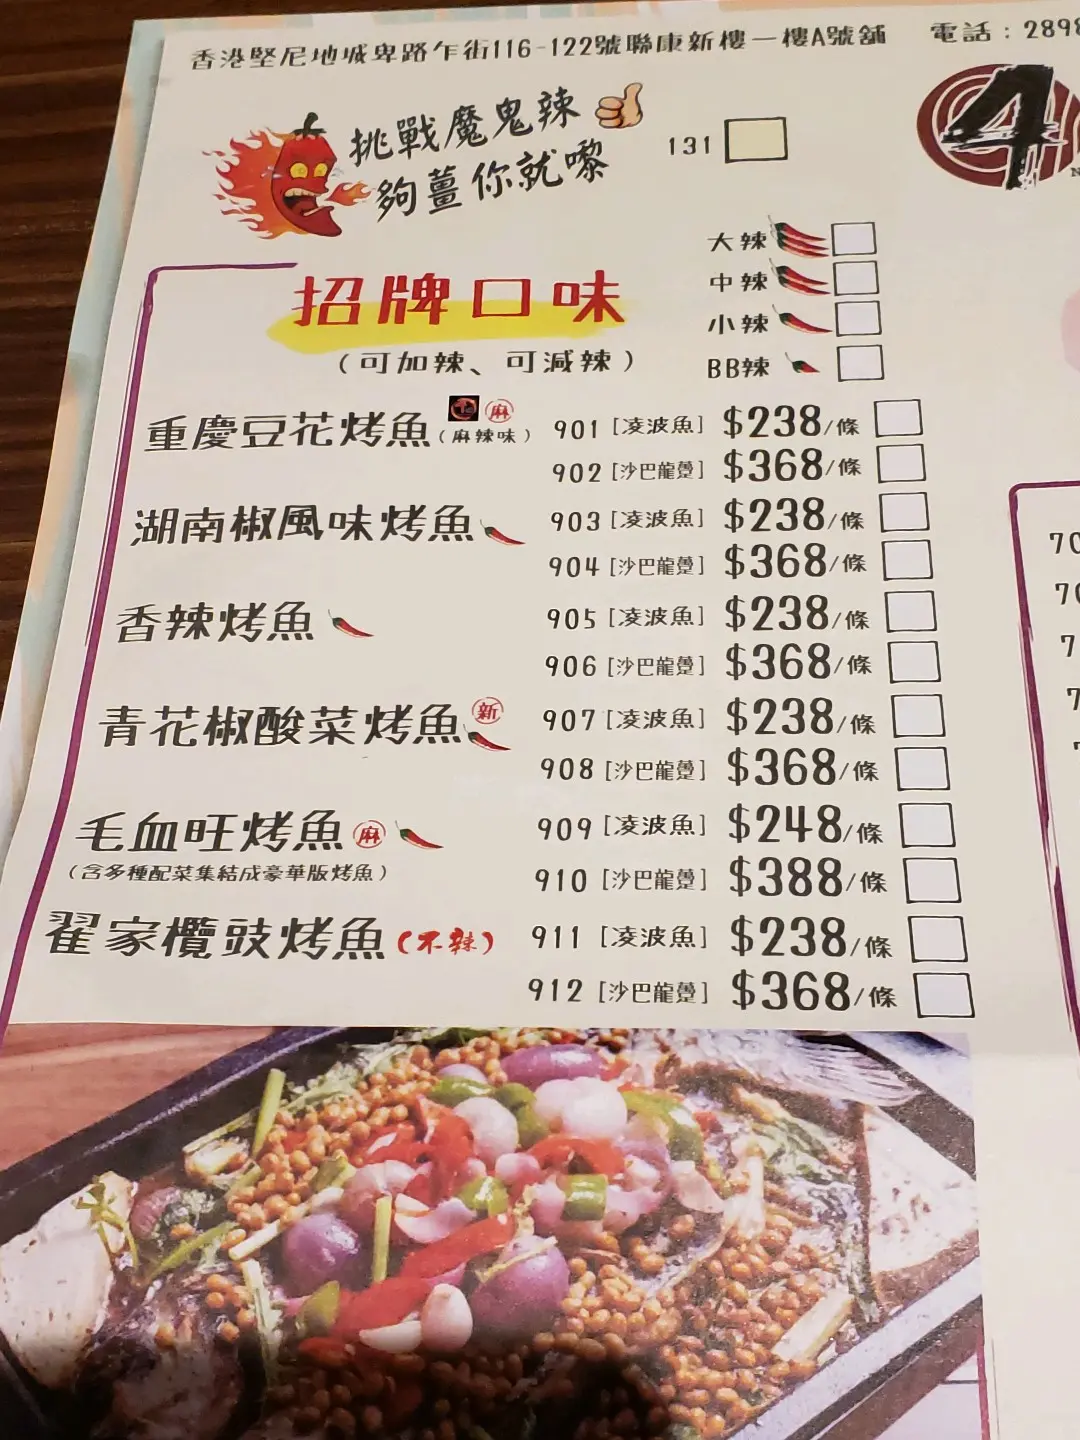 香港堅尼地城卑路乍街116-122號聯康新樓一樓A號舖 電話：2898
挑戰魔鬼辣
夠薑你就嚟
131
4
大辣
中辣
小辣
BB辣
招牌口味
（可加辣、可減辣）
重慶豆花烤魚 麻 （麻辣味） 901 [凌波魚] $238/條
902 [沙巴龍躉] $368/條
湖南椒風味烤魚 903 [凌波魚] $238/條
904 [沙巴龍躉] $368/條
香辣烤魚 905 [凌波魚] $238/條
906 [沙巴龍躉] $368/條
青花椒酸菜烤魚 新 907 [凌波魚] $238/條
908 [沙巴龍躉] $368/條
毛血旺烤魚 麻 909 [凌波魚] $248/條
（含多種配菜集結成豪華版烤魚） 910 [沙巴龍躉] $388/條
翟家欖豉烤魚（不辣） 911 [凌波魚] $238/條
912 [沙巴龍躉] $368/條